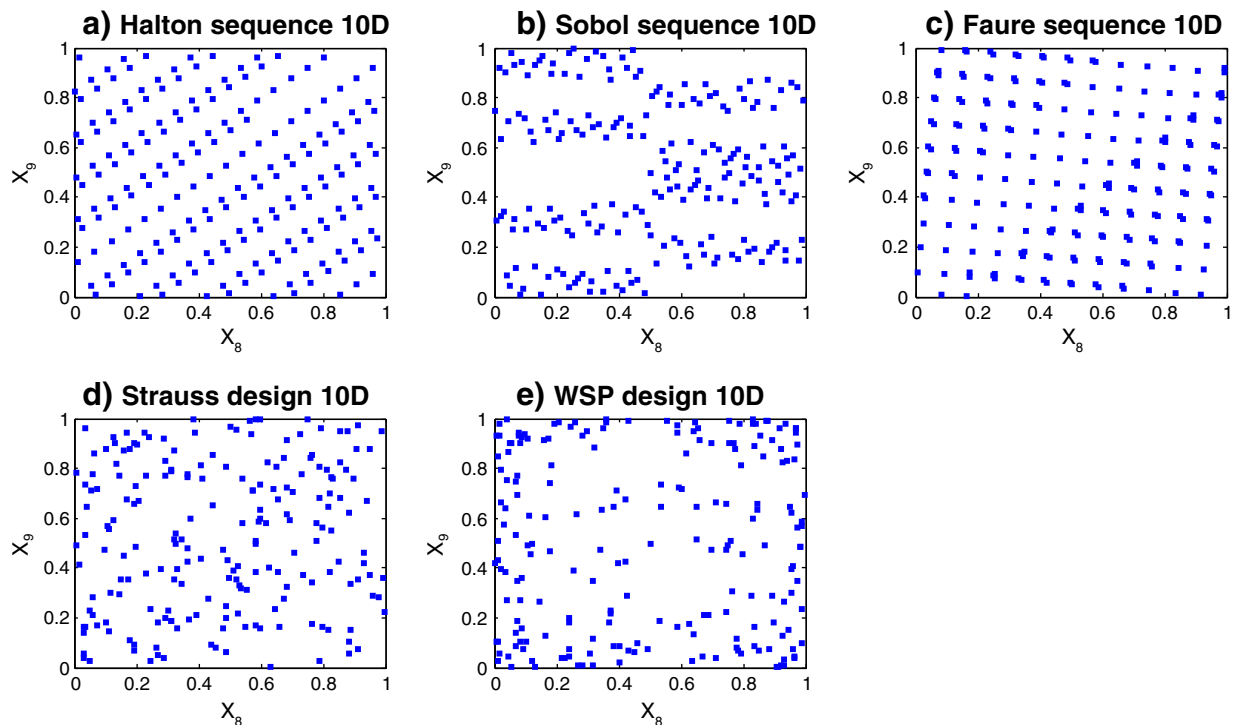 a) Halton sequence 10D
b) Sobol sequence 10D
c) Faure sequence 10D
1
0.8
0.6
0.4
0.2
0
X₉
0 0.2 0.4 0.6 0.8 1
X₈
1
0.8
0.6
0.4
0.2
0
X₉
0 0.2 0.4 0.6 0.8 1
X₈
1
0.8
0.6
0.4
0.2
0
X₉
0 0.2 0.4 0.6 0.8 1
X₈
d) Strauss design 10D
e) WSP design 10D
1
0.8
0.6
0.4
0.2
0
X₉
0 0.2 0.4 0.6 0.8 1
X₈
1
0.8
0.6
0.4
0.2
0
X₉
0 0.2 0.4 0.6 0.8 1
X₈